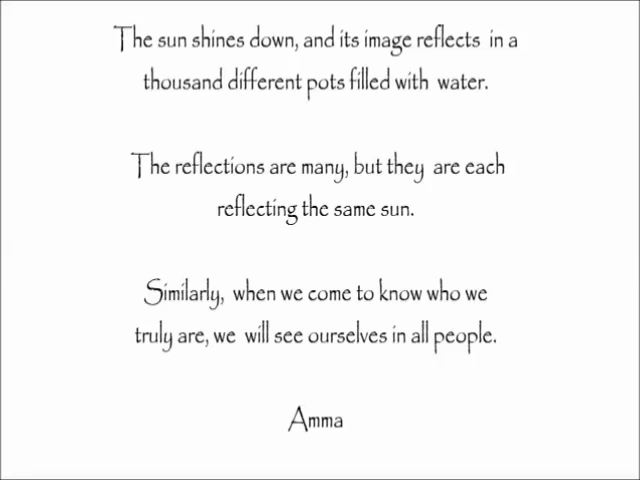 The sun shines down, and its image reflects in a
thousand different pots filled with water.
The reflections are many, but they are each
reflecting the same sun.
Similarly, when we come to know who we
truly are, we will see ourselves in all people.
Amma